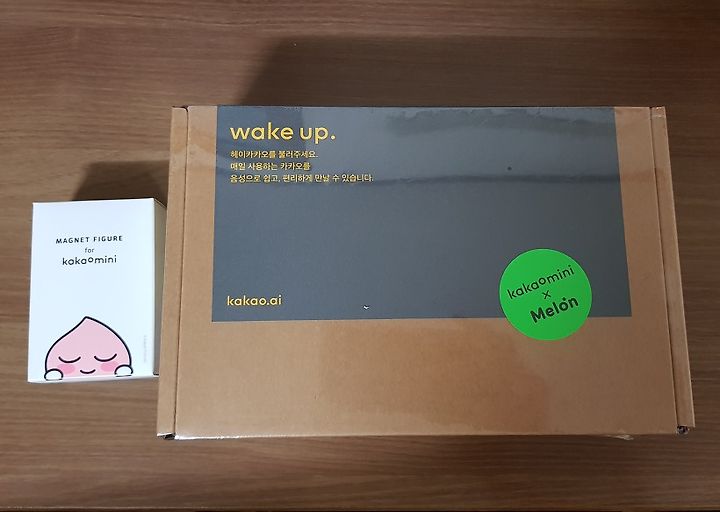 MAGNET FIGURE
for
kakaomini
wake up.
헤이카카오를 불러주세요.
매일 사용하는 카카오를
음성으로 쉽고, 편리하게 만날 수 있습니다.
kakao.ai
kakaomini
×
Melon